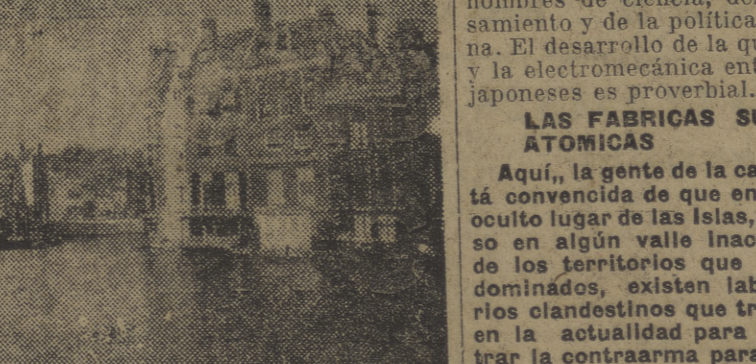 hombres de ciencia, de
samiento y de la política
na. El desarrollo de la qu
y la electromecánica ent
japoneses es proverbial.
LAS FABRICAS SU
ATOMICAS
Aquí,, la gente de la ca
tá convencida de que en
oculto lugar de las Islas,
so en algún valle inac
de los territorios que
dominados, existen lab
rios clandestinos que tr
en la actualidad para
trar la contraarma para